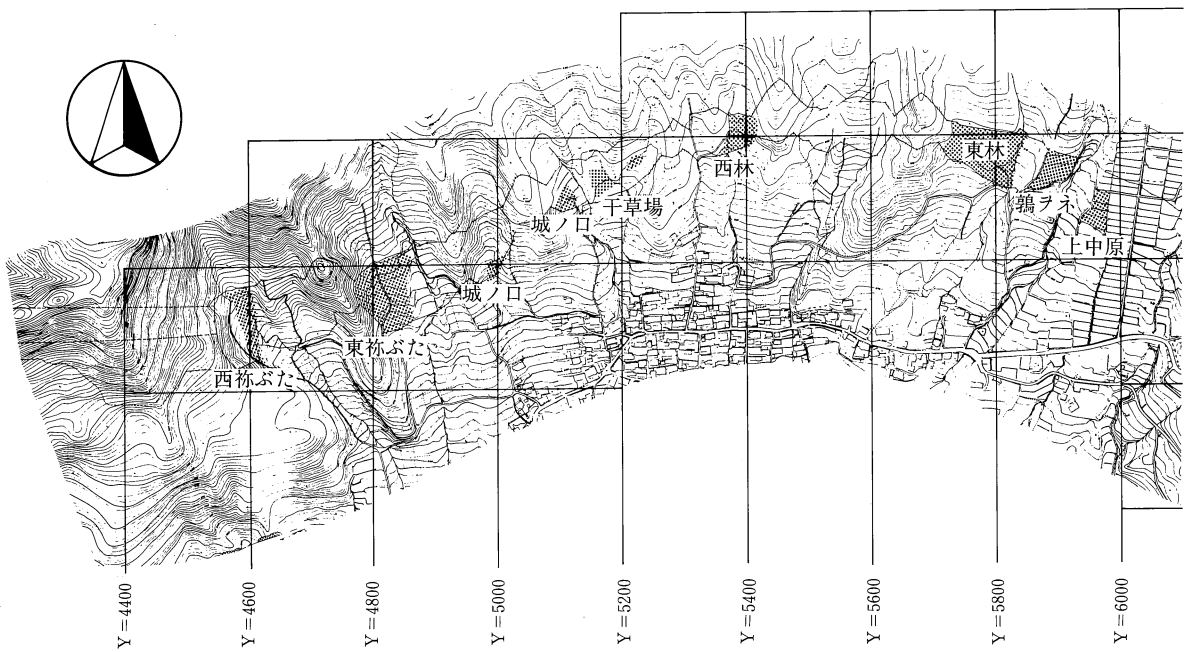 西林
東林
鶉ヲネ
干草場
城ノ口
上中原
城ノ口
東祢ぶた
西祢ぶた
Y=4400
Y=4600
Y=4800
Y=5000
Y=5200
Y=5400
Y=5600
Y=5800
Y=6000